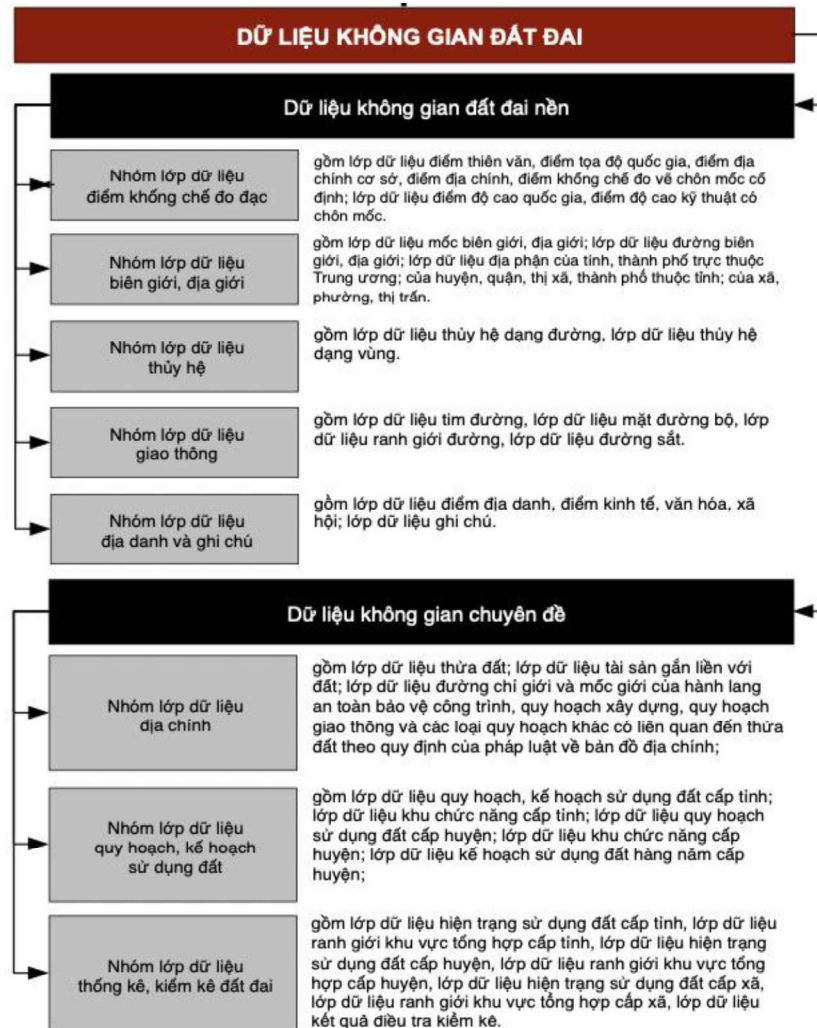 DỮ LIỆU KHÔNG GIAN ĐẤT ĐAI
Dữ liệu không gian đất đai nền
Nhóm lớp dữ liệu
điểm khống chế đo đạc
gồm lớp dữ liệu điểm thiên văn, điểm tọa độ quốc gia, điểm địa
chính cơ sở, điểm địa chính, điểm khống chế đo vẽ chôn mốc cố
định; lớp dữ liệu điểm độ cao quốc gia, điểm độ cao kỹ thuật có
chôn mốc.
Nhóm lớp dữ liệu
biên giới, địa giới
gồm lớp dữ liệu mốc biên giới, địa giới; lớp dữ liệu đường biên
giới, địa giới; lớp dữ liệu địa phận của tỉnh, thành phố trực thuộc
Trung ương; của huyện, quận, thị xã, thành phố thuộc tỉnh; của xã,
phường, thị trấn.
Nhóm lớp dữ liệu
thủy hệ
gồm lớp dữ liệu thủy hệ dạng đường, lớp dữ liệu thủy hệ
dạng vùng.
Nhóm lớp dữ liệu
giao thông
gồm lớp dữ liệu tim đường, lớp dữ liệu mặt đường bộ, lớp
dữ liệu ranh giới đường, lớp dữ liệu đường sắt.
Nhóm lớp dữ liệu
địa danh và ghi chú
gồm lớp dữ liệu điểm địa danh, điểm kinh tế, văn hóa, xã
hội; lớp dữ liệu ghi chú.
Dữ liệu không gian chuyên đề
Nhóm lớp dữ liệu
địa chính
gồm lớp dữ liệu thửa đất; lớp dữ liệu tài sản gắn liền với
đất; lớp dữ liệu đường chỉ giới và mốc giới của hành lang
an toàn bảo vệ công trình, quy hoạch xây dựng, quy hoạch
giao thông và các loại quy hoạch khác có liên quan đến thửa
đất theo quy định của pháp luật về bản đồ địa chính;
Nhóm lớp dữ liệu
quy hoạch, kế hoạch
sử dụng đất
gồm lớp dữ liệu quy hoạch, kế hoạch sử dụng đất cấp tỉnh;
lớp dữ liệu khu chức năng cấp tỉnh; lớp dữ liệu quy hoạch
sử dụng đất cấp huyện; lớp dữ liệu khu chức năng cấp
huyện; lớp dữ liệu kế hoạch sử dụng đất hàng năm cấp
huyện;
Nhóm lớp dữ liệu
thống kê, kiểm kê đất đai
gồm lớp dữ liệu hiện trạng sử dụng đất cấp tỉnh, lớp dữ liệu
ranh giới khu vực tổng hợp cấp tỉnh, lớp dữ liệu hiện trạng
sử dụng đất cấp huyện, lớp dữ liệu ranh giới khu vực tổng
hợp cấp huyện, lớp dữ liệu hiện trạng sử dụng đất cấp xã,
lớp dữ liệu ranh giới khu vực tổng hợp cấp xã, lớp dữ liệu
kết quả điều tra kiểm kê.